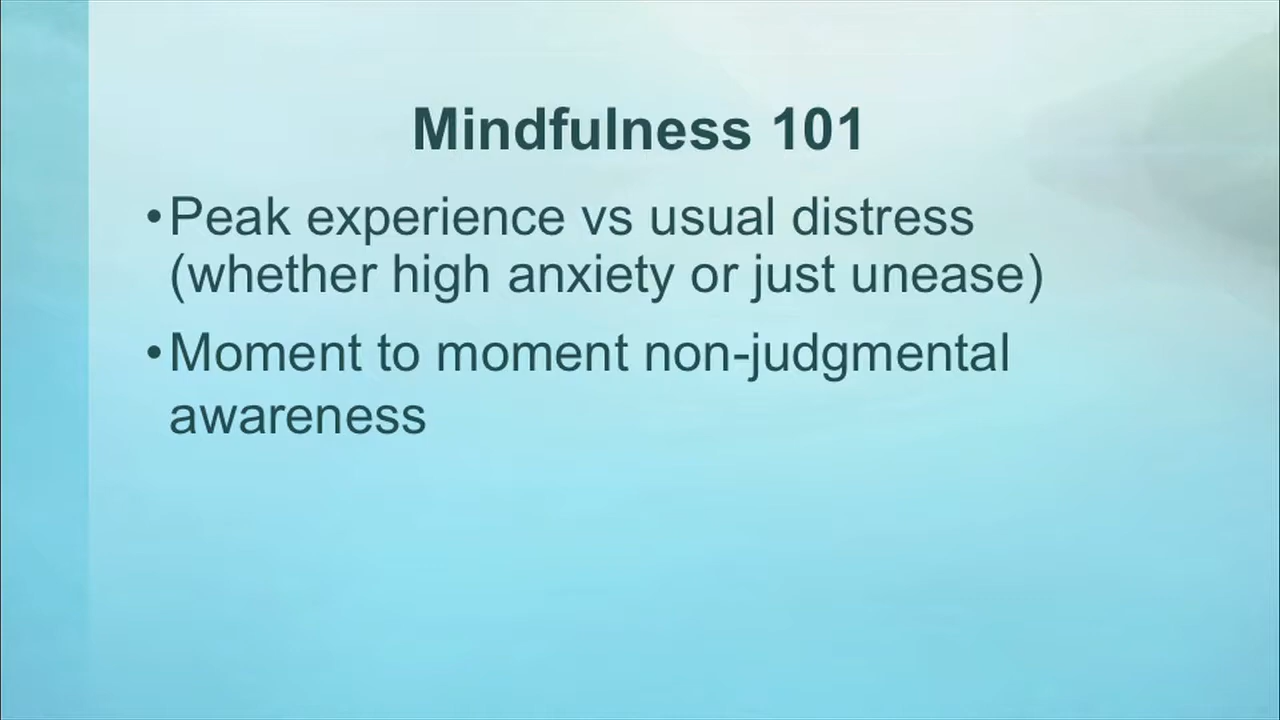 Mindfulness 101
•Peak experience vs usual distress
(whether high anxiety or just unease)
•Moment to moment non-judgmental
awareness